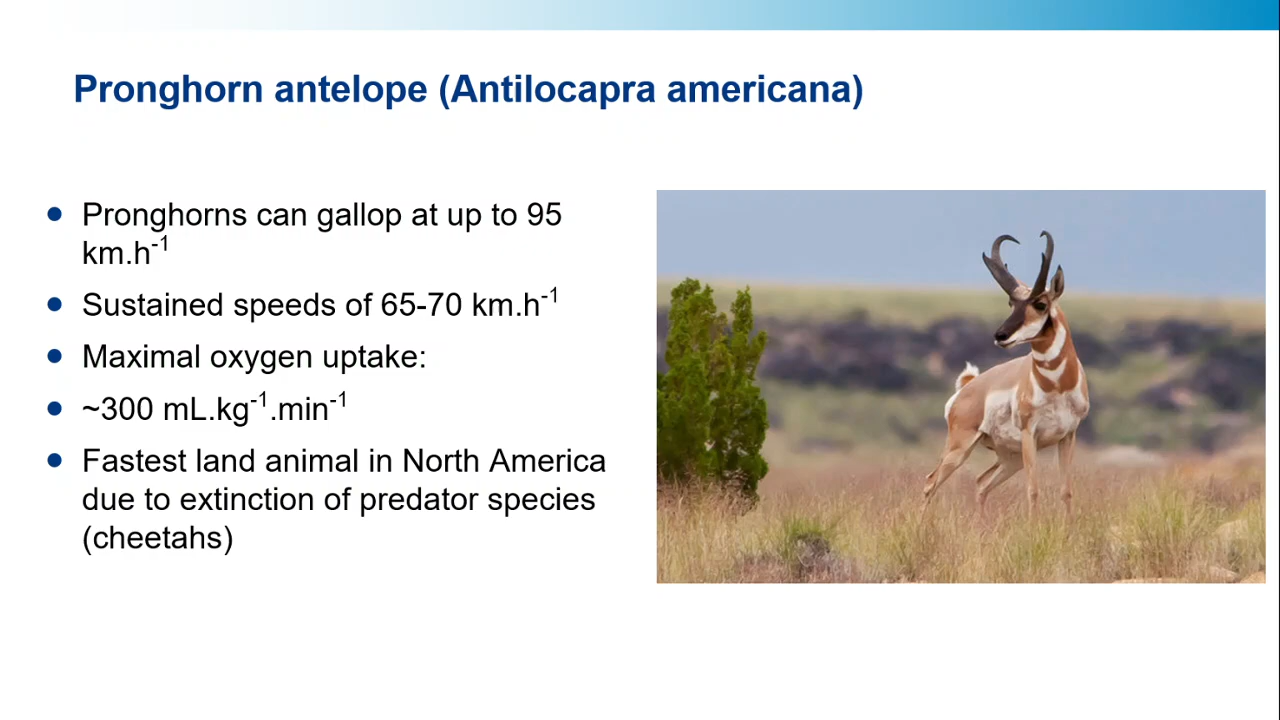 Pronghorn antelope (Antilocapra americana)
• Pronghorns can gallop at up to 95
km.h⁻¹
• Sustained speeds of 65-70 km.h⁻¹
• Maximal oxygen uptake:
• ~300 mL.kg⁻¹.min⁻¹
• Fastest land animal in North America
due to extinction of predator species
(cheetahs)